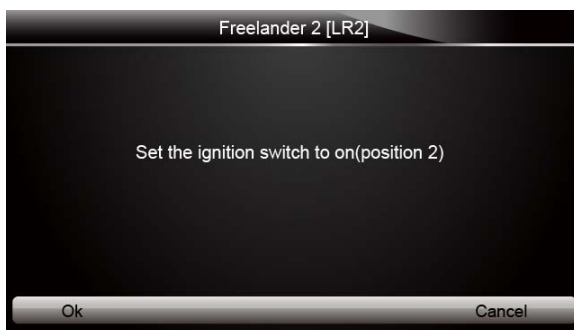 Freelander 2 [LR2]
Set the ignition switch to on(position 2)
Ok Cancel